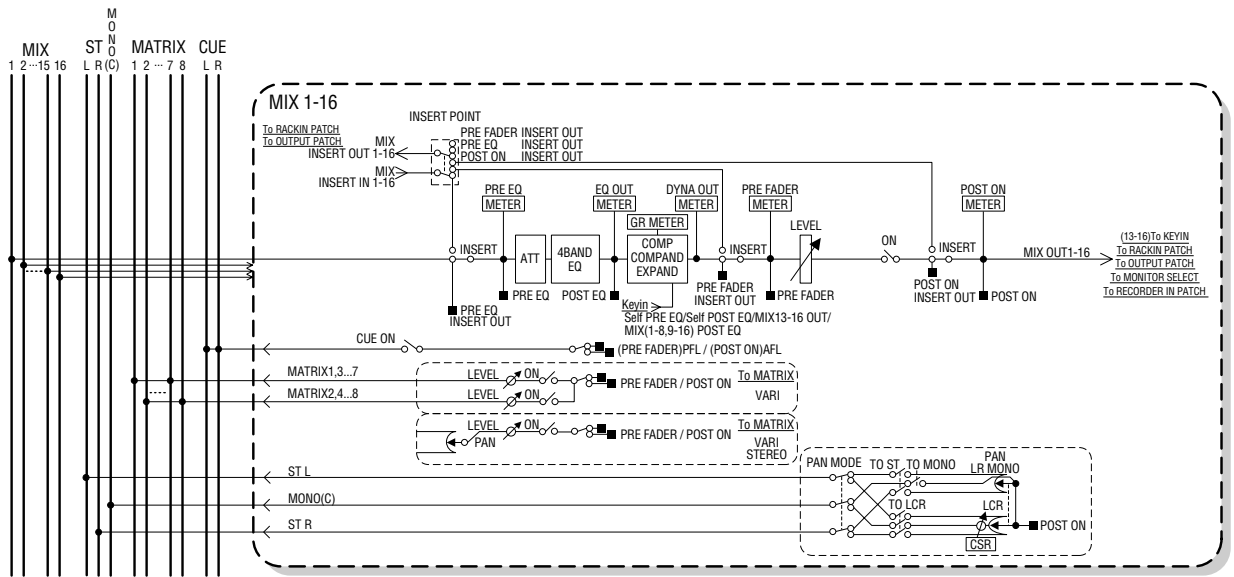 MIX
ST
MONO(C)
MATRIX
CUE
1 2 ··· 15 16
L R
1 2 ··· 7 8
L R
MIX 1-16
INSERT POINT
To RACKIN PATCH
To OUTPUT PATCH
MIX
INSERT OUT 1-16
MIX
INSERT IN 1-16
PRE FADER INSERT OUT
PRE EQ INSERT OUT
POST ON INSERT OUT
PRE EQ
METER
EQ OUT
METER
DYNA OUT
METER
PRE FADER
METER
POST ON
METER
GR METER
LEVEL
INSERT
ATT
4BAND
EQ
COMP
COMPAND
EXPAND
INSERT
ON
INSERT
MIX OUT1-16
(13-16)To KEYIN
To RACKIN PATCH
To OUTPUT PATCH
To MONITOR SELECT
To RECORDER IN PATCH
PRE EQ
INSERT OUT
PRE EQ
POST EQ
Keyin
Self PRE EQ/Self POST EQ/MIX13-16 OUT/
MIX(1-8,9-16) POST EQ
PRE FADER
INSERT OUT
PRE FADER
POST ON
INSERT OUT
POST ON
CUE ON
(PRE FADER)PFL / (POST ON)AFL
MATRIX1,3...7
LEVEL
ON
PRE FADER / POST ON
To MATRIX
VARI
MATRIX2,4...8
LEVEL
ON
LEVEL
ON
PAN
PRE FADER / POST ON
To MATRIX
VARI
STEREO
ST L
MONO(C)
ST R
PAN MODE
TO ST
TO MONO
PAN
LR MONO
TO LCR
LCR
CSR
POST ON